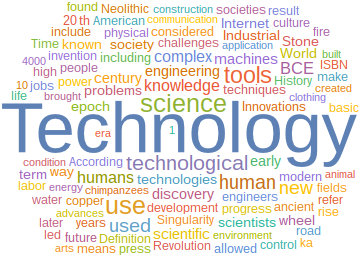 found Neolithic construction societies result
20th American communication Internet culture
include physical considered Industrial fire
Time known society challenges application Stone
invention including complex machines World built
4000 high people engineering tools BCE ISBN
10 jobs power century knowledge techniques History make
life brought problems science clothing created
epoch Innovations basic
Technology
era 1
condition According technological early
term way humans technologies human modern animal
labor energy chimpanzees discovery engineers new fields
water copper use development progress ancient refer
advances Singularity scientists wheel rise
later years used scientific environment road
led future Definition Revolution allowed control ka
arts means press